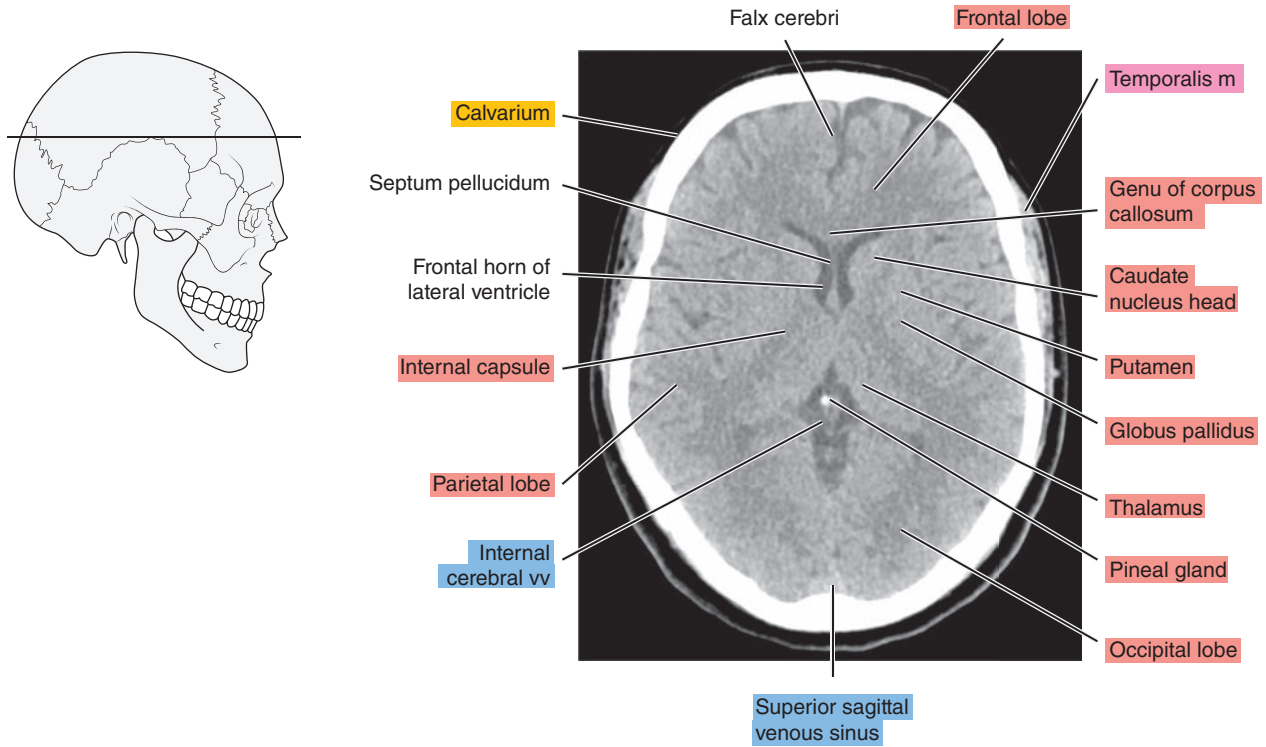 Falx cerebri
Frontal lobe
Temporalis m
Calvarium
Septum pellucidum
Genu of corpus
callosum
Frontal horn of
lateral ventricle
Caudate
nucleus head
Internal capsule
Putamen
Globus pallidus
Parietal lobe
Thalamus
Internal
cerebral vv
Pineal gland
Occipital lobe
Superior sagittal
venous sinus